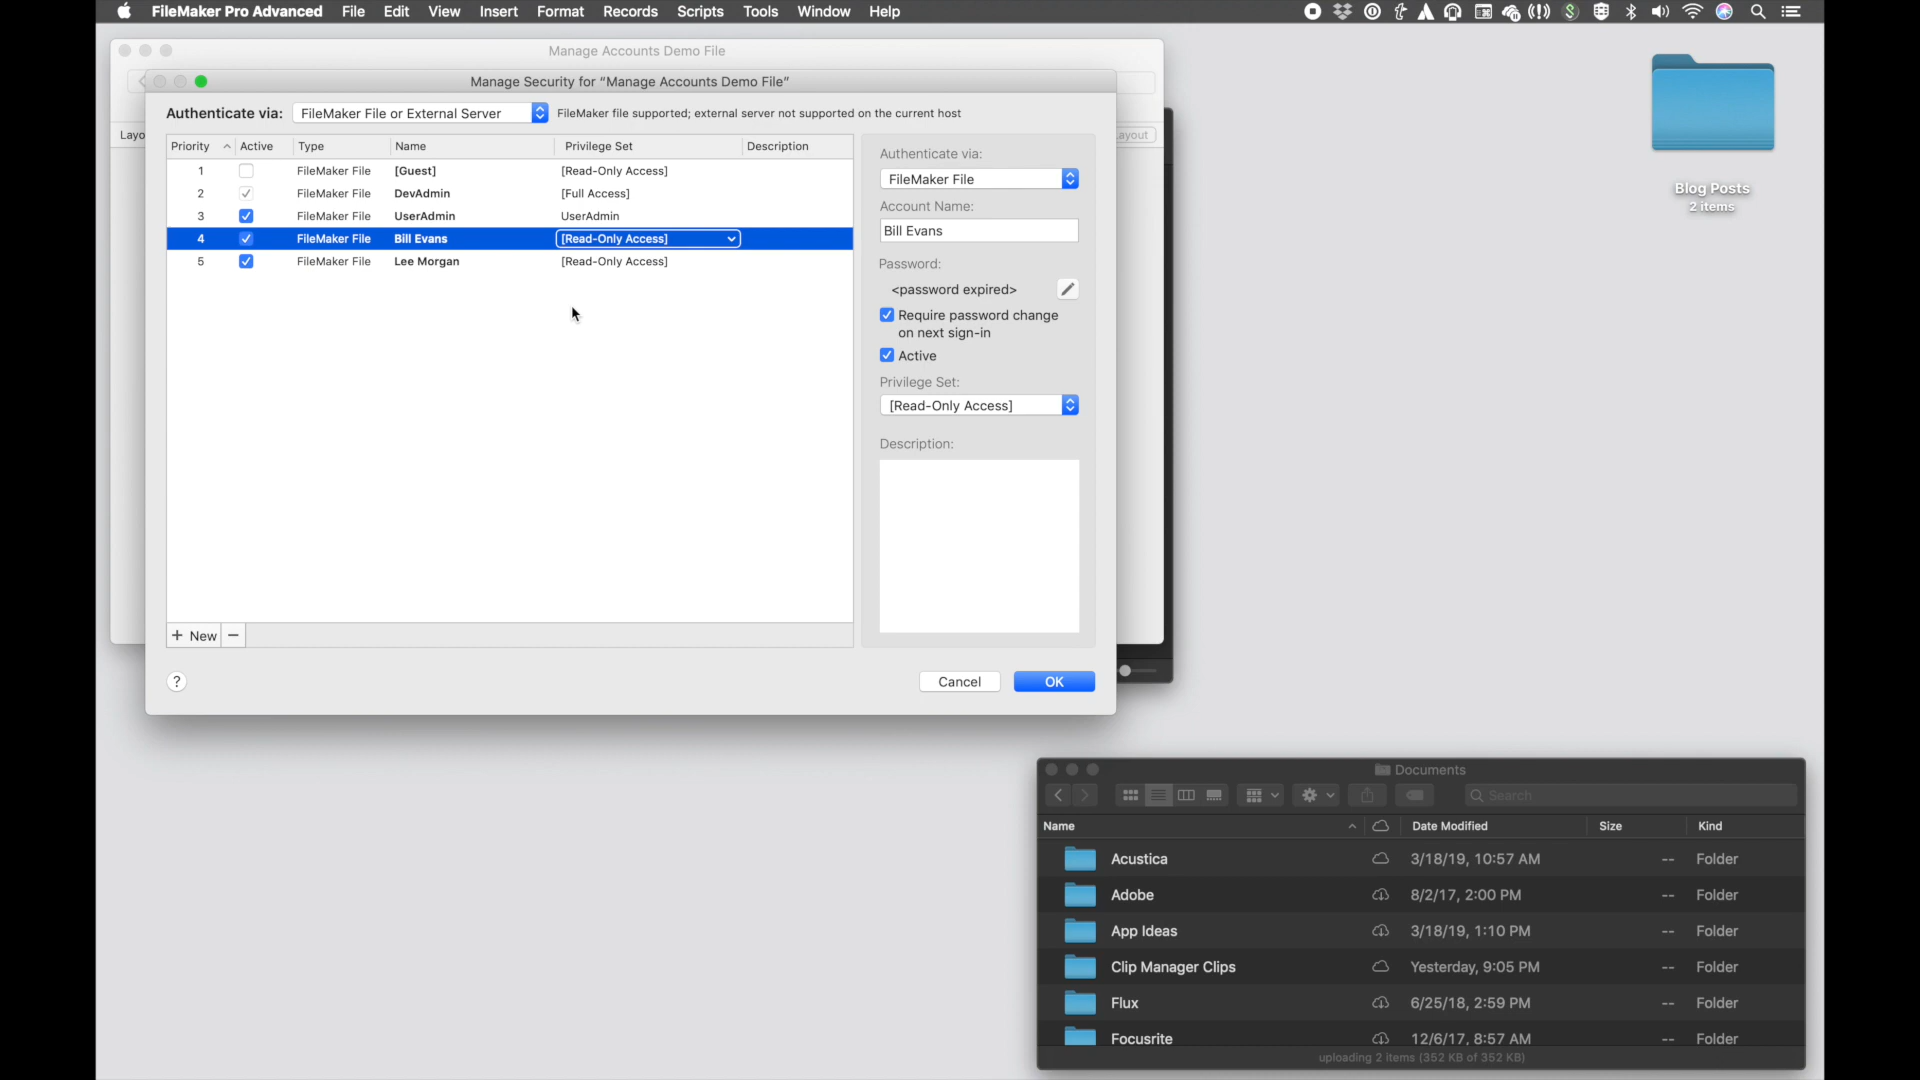 FileMaker Pro Advanced File Edit View Insert Format Records Scripts Tools Window Help
Manage Accounts Demo File
Manage Security for “Manage Accounts Demo File”
Authenticate via: FileMaker File or External Server FileMaker file supported; external server not supported on the current host
Layo
ayout
Priority Active Type Name Privilege Set Description
1 FileMaker File [Guest] [Read-Only Access]
2 FileMaker File DevAdmin [Full Access]
3 FileMaker File UserAdmin UserAdmin
4 FileMaker File Bill Evans [Read-Only Access]
5 FileMaker File Lee Morgan [Read-Only Access]
+ New −
Authenticate via:
FileMaker File
Account Name:
Bill Evans
Password:
<password expired>
Require password change
on next sign-in
Active
Privilege Set:
[Read-Only Access]
Description:
? Cancel OK
Blog Posts
2 items
Documents
Search
Name Date Modified Size Kind
Acustica 3/18/19, 10:57 AM -- Folder
Adobe 8/2/17, 2:00 PM -- Folder
App Ideas 3/18/19, 1:10 PM -- Folder
Clip Manager Clips Yesterday, 9:05 PM -- Folder
Flux 6/25/18, 2:59 PM -- Folder
Focusrite 12/6/17, 8:57 AM -- Folder
uploading 2 items (352 KB of 352 KB)